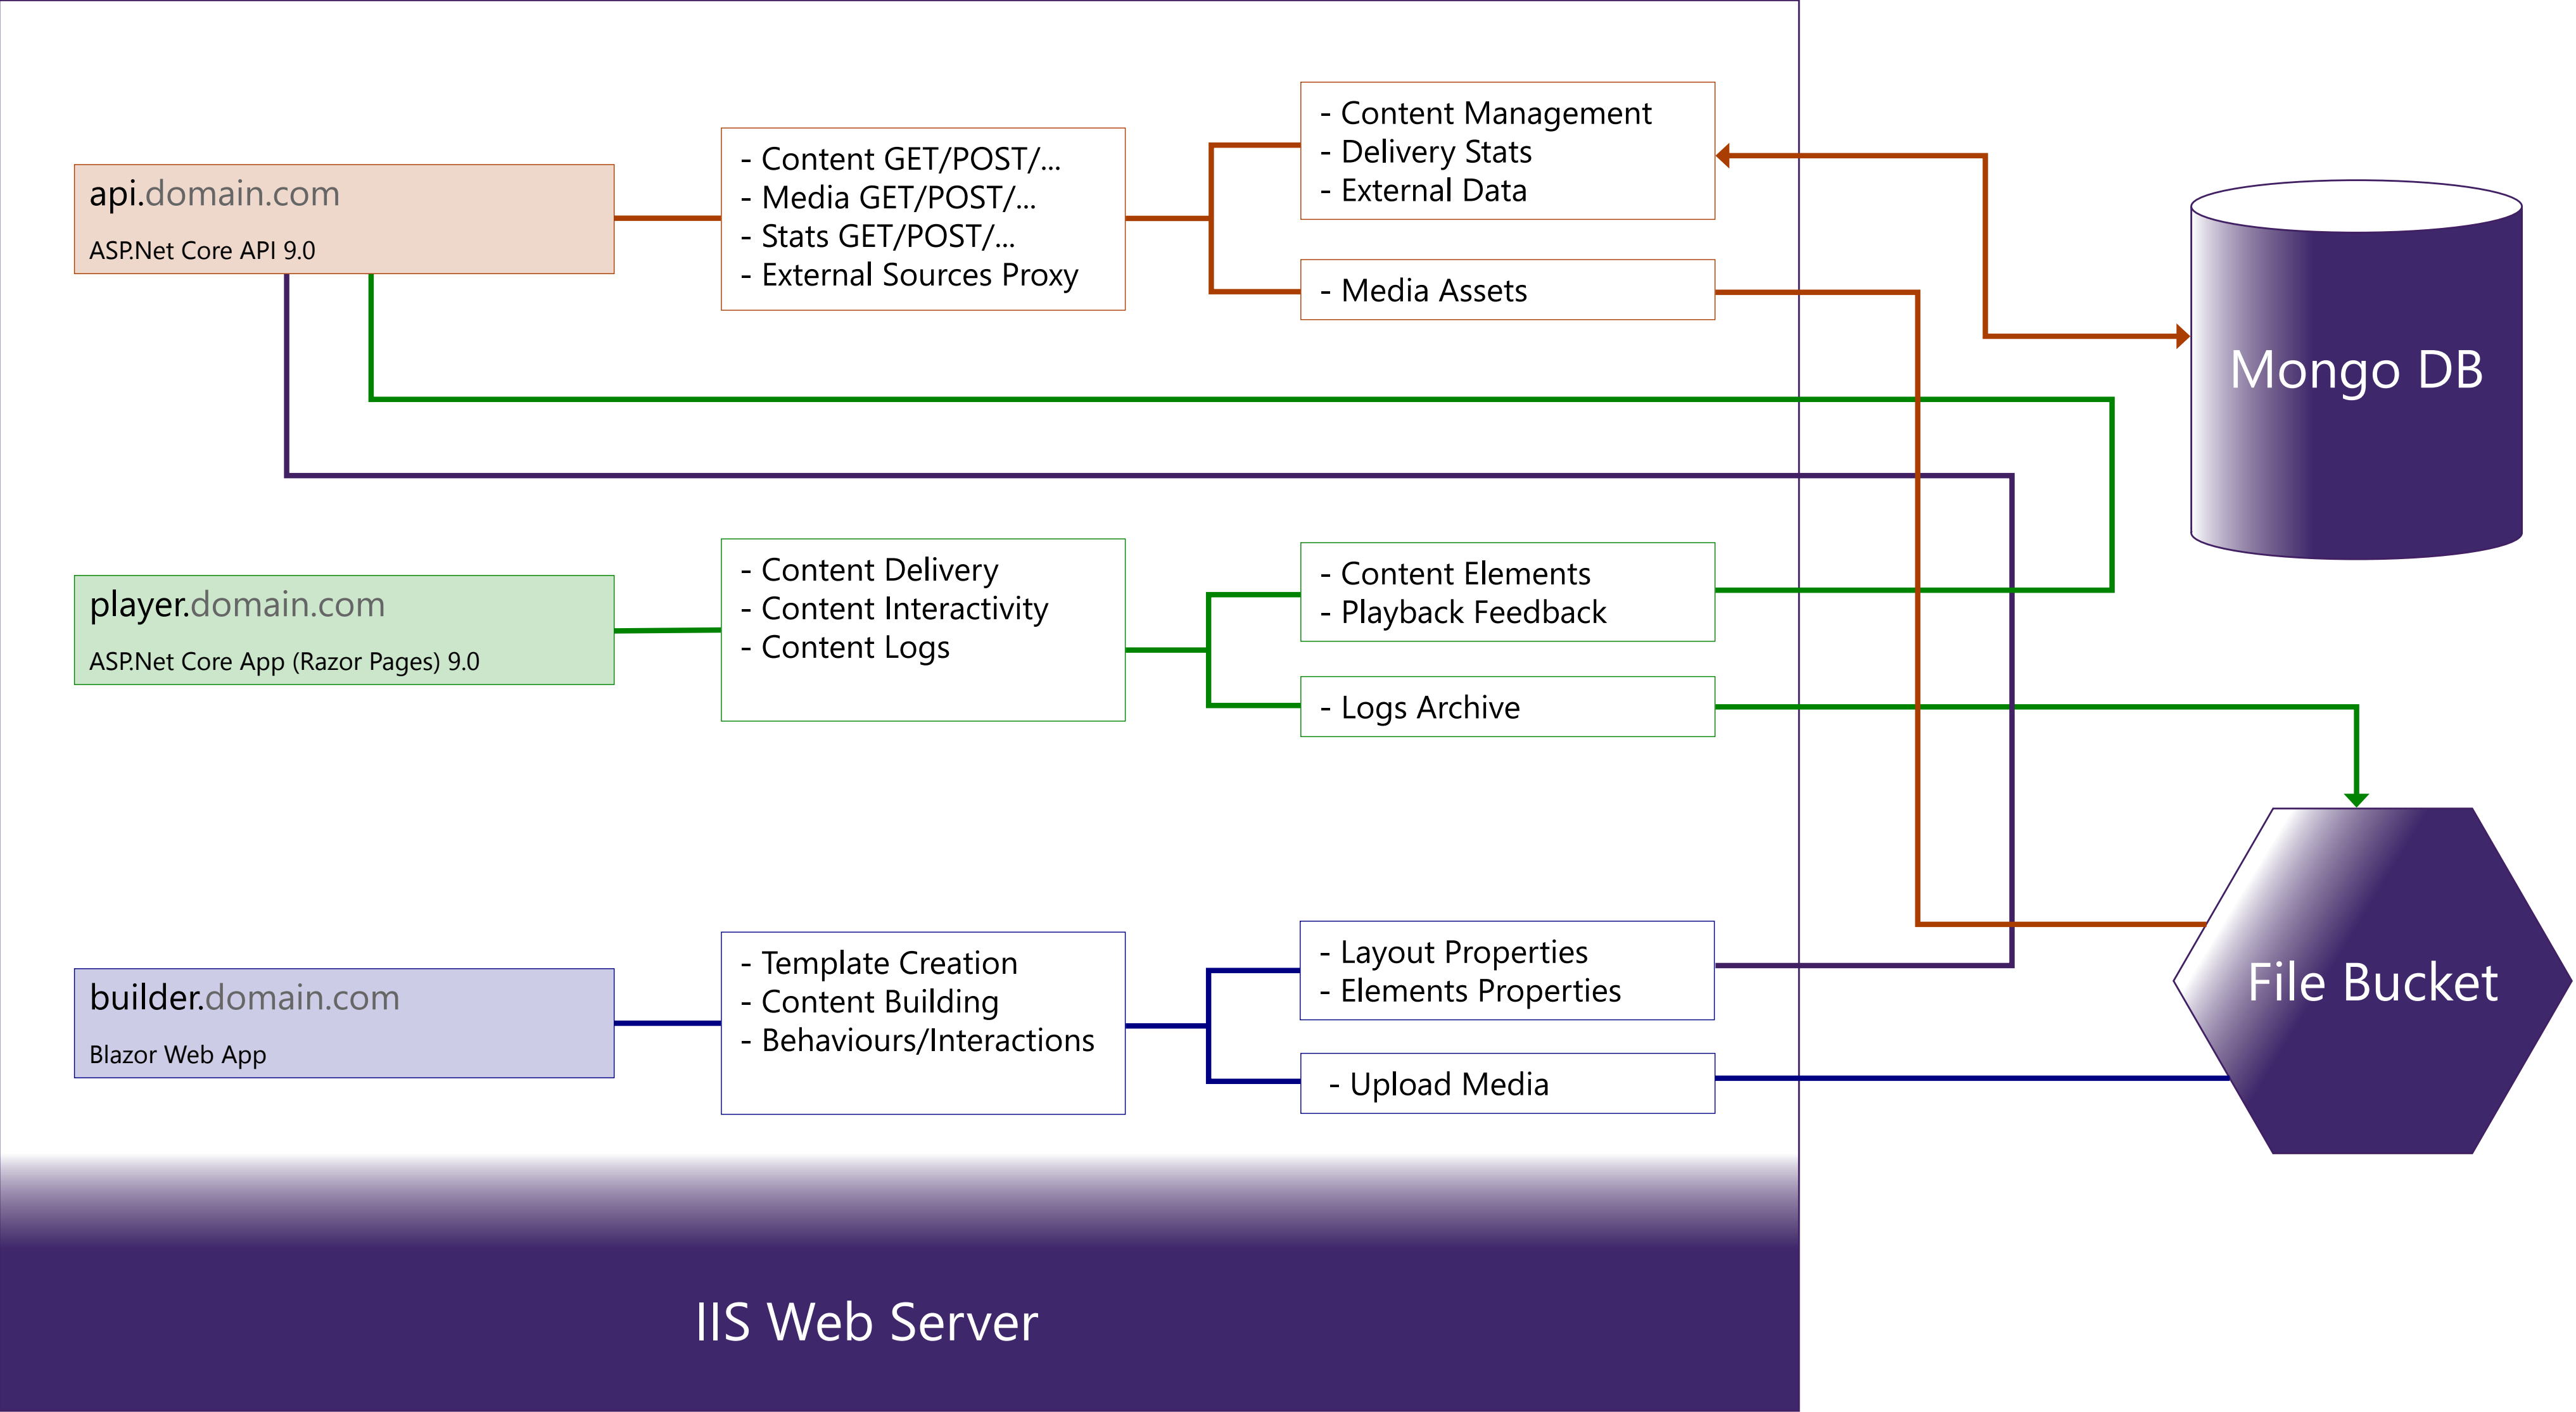 api.domain.com
ASP.Net Core API 9.0
- Content GET/POST/...
- Media GET/POST/...
- Stats GET/POST/...
- External Sources Proxy
- Content Management
- Delivery Stats
- External Data
- Media Assets
Mongo DB
player.domain.com
ASP.Net Core App (Razor Pages) 9.0
- Content Delivery
- Content Interactivity
- Content Logs
- Content Elements
- Playback Feedback
- Logs Archive
builder.domain.com
Blazor Web App
- Template Creation
- Content Building
- Behaviours/Interactions
- Layout Properties
- Elements Properties
- Upload Media
File Bucket
IIS Web Server